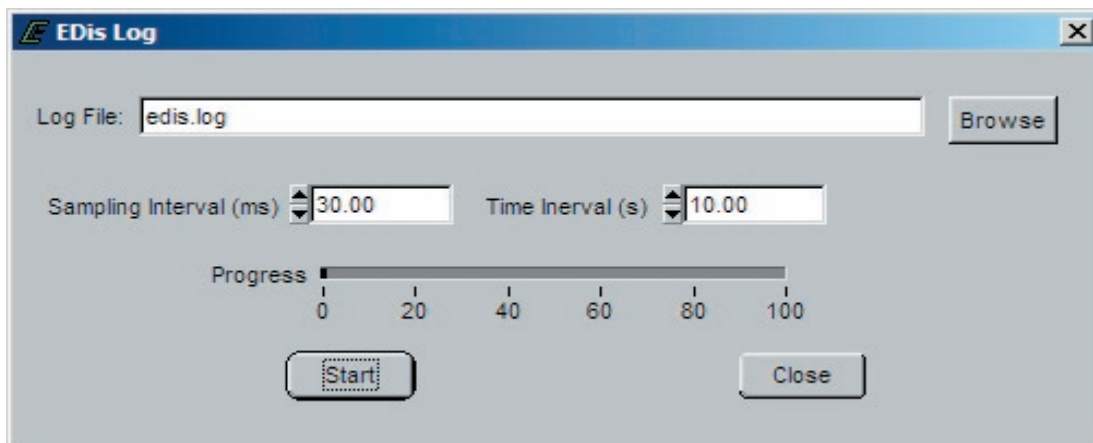 EDis Log
Log File: edis.log Browse
Sampling Interval (ms) 30.00 Time Inerval (s) 10.00
Progress
0 20 40 60 80 100
Start Close